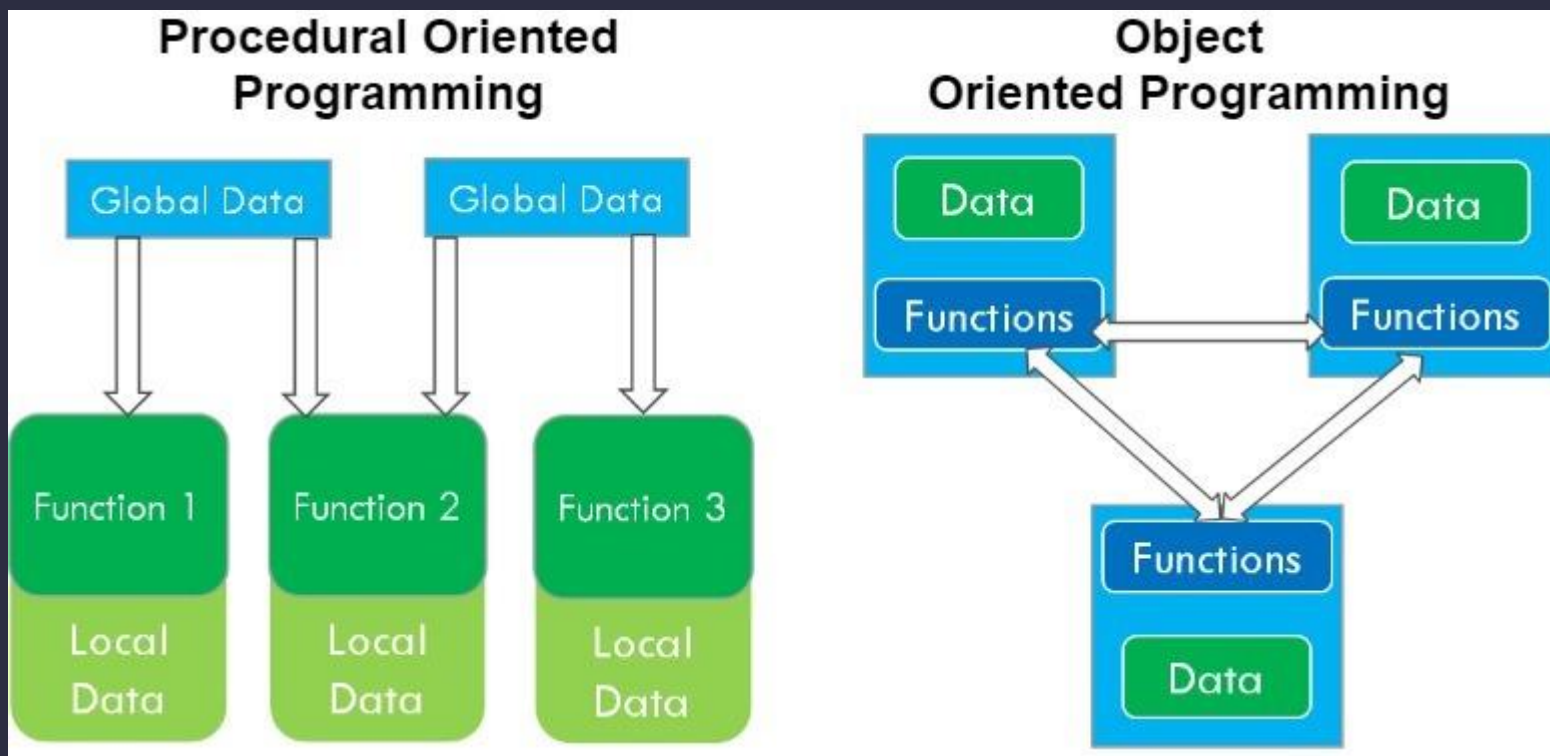 Procedural Oriented
Programming
Global Data
Global Data
Function 1
Function 2
Function 3
Local
Data
Local
Data
Local
Data
Object
Oriented Programming
Data
Data
Functions
Functions
Functions
Data